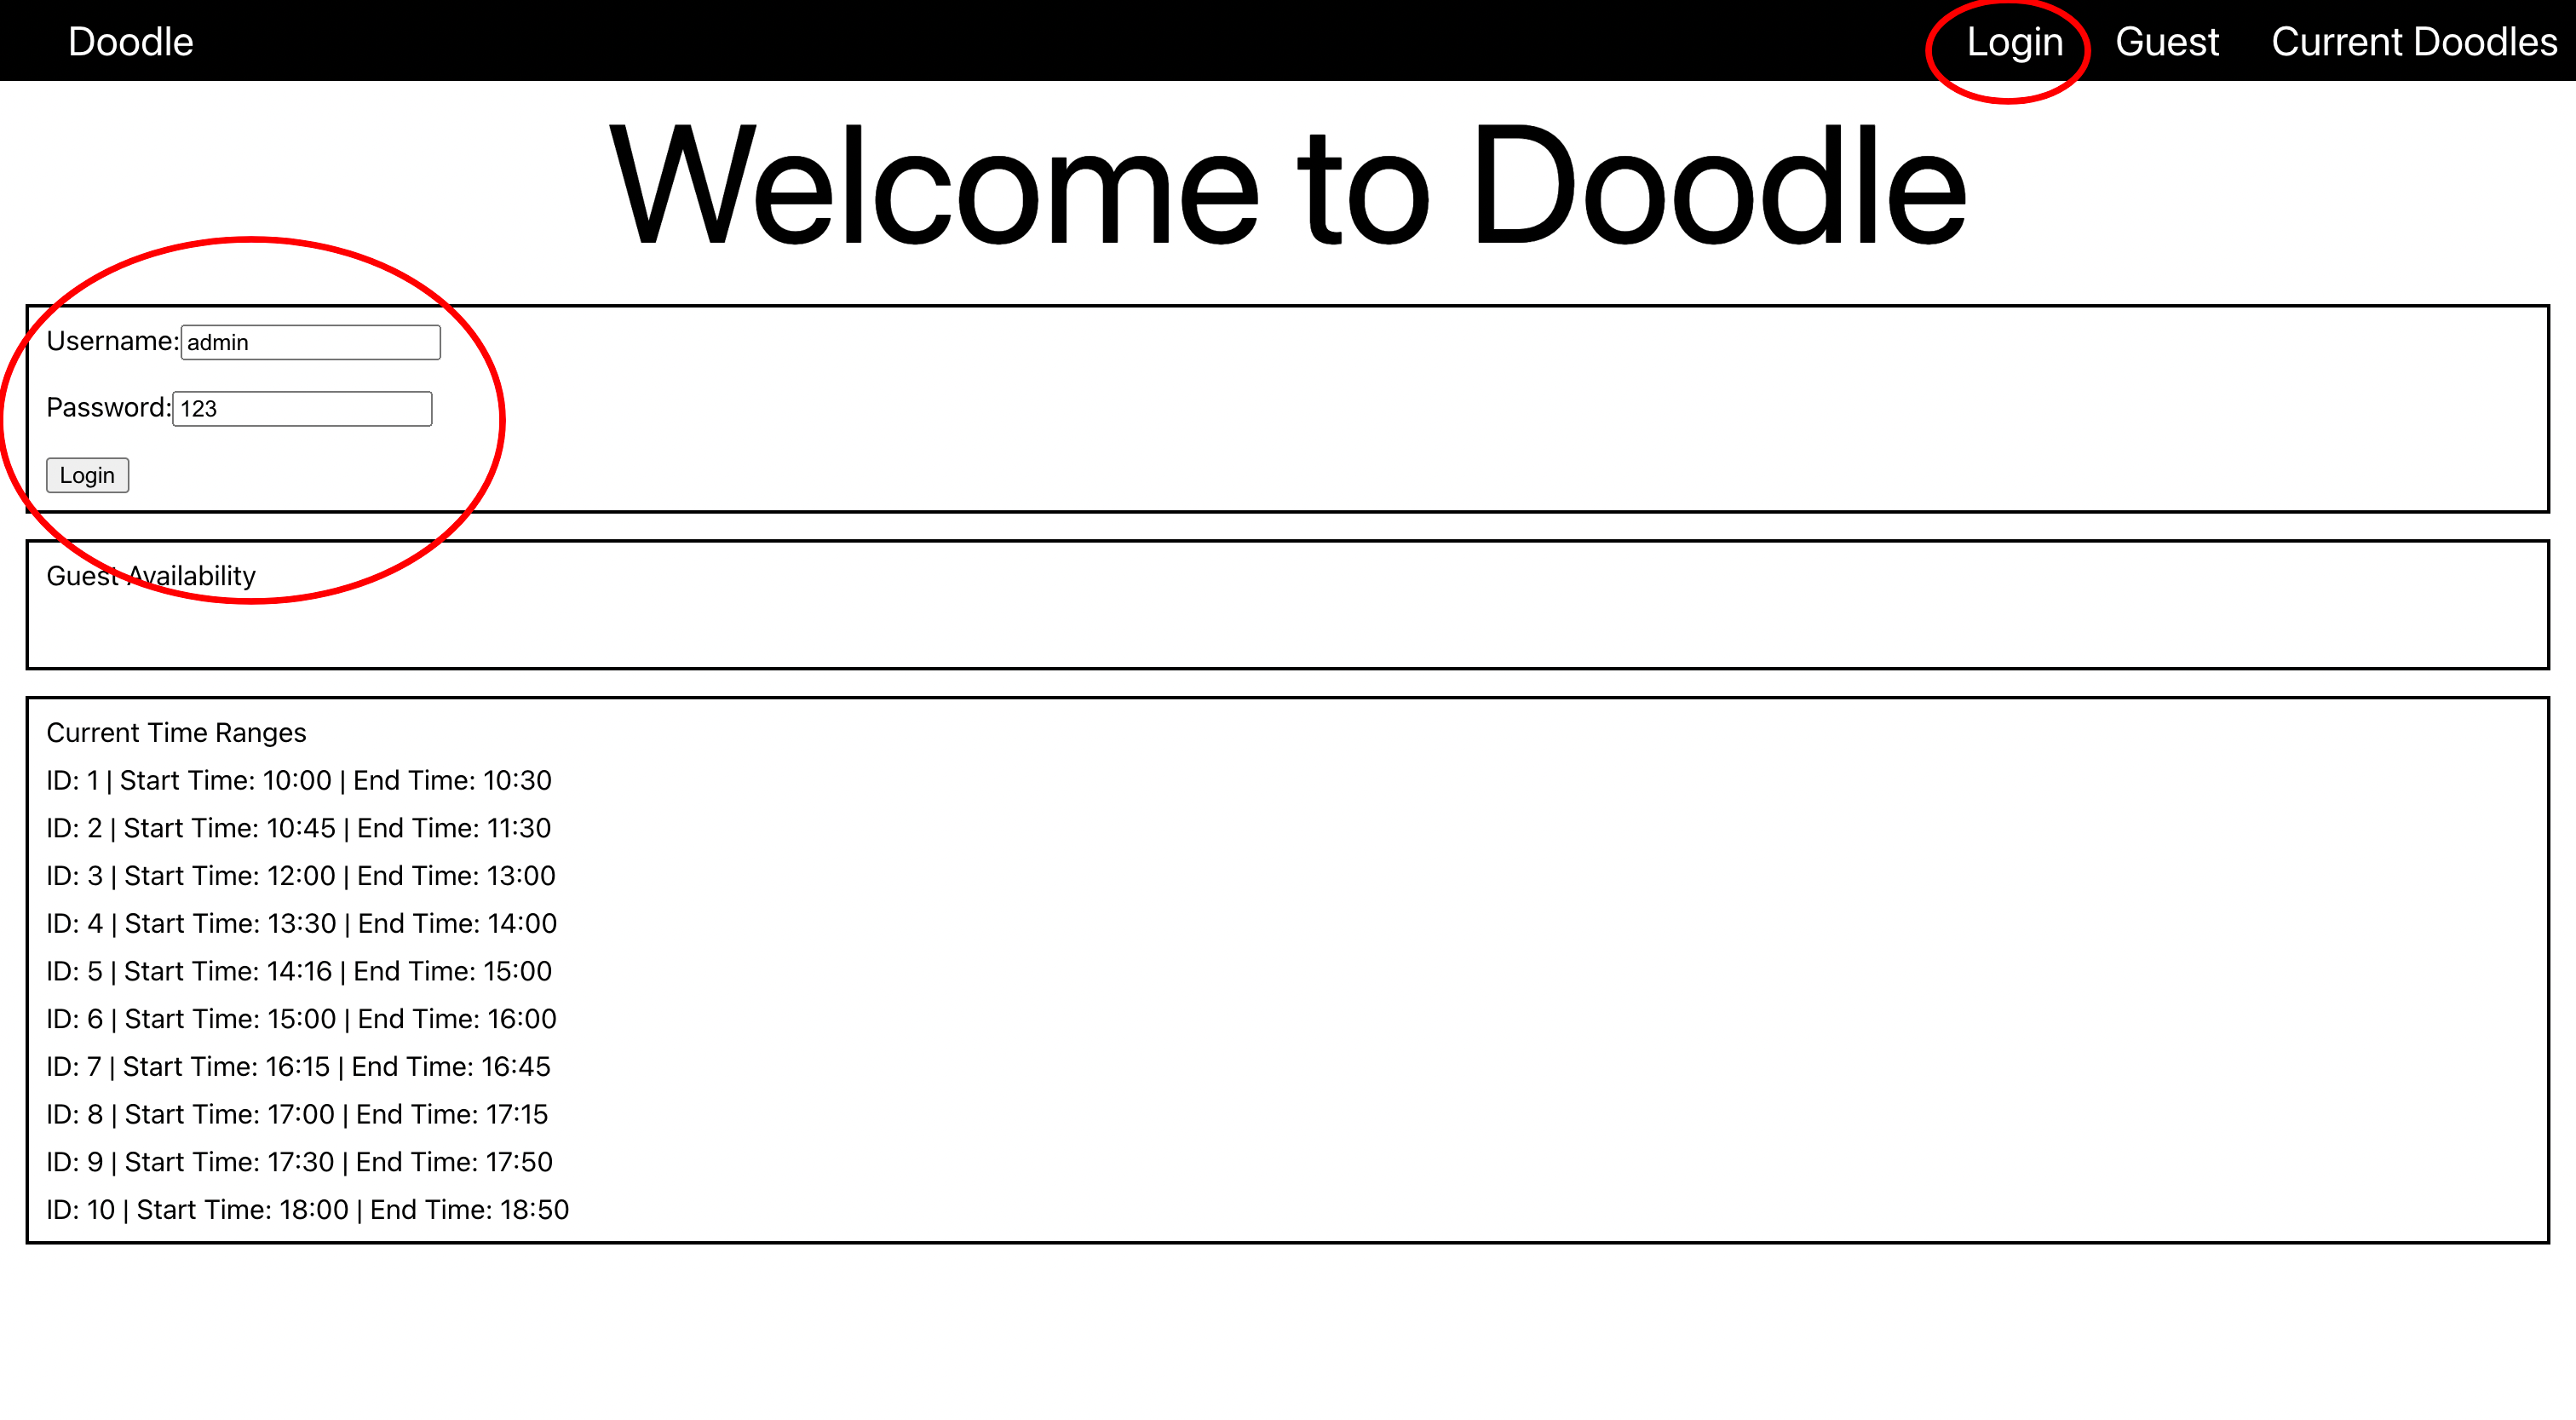 Doodle Login Guest Current Doodles
Welcome to Doodle
Username: admin
Password: 123
Login
Guest Availability
Current Time Ranges
ID: 1 | Start Time: 10:00 | End Time: 10:30
ID: 2 | Start Time: 10:45 | End Time: 11:30
ID: 3 | Start Time: 12:00 | End Time: 13:00
ID: 4 | Start Time: 13:30 | End Time: 14:00
ID: 5 | Start Time: 14:16 | End Time: 15:00
ID: 6 | Start Time: 15:00 | End Time: 16:00
ID: 7 | Start Time: 16:15 | End Time: 16:45
ID: 8 | Start Time: 17:00 | End Time: 17:15
ID: 9 | Start Time: 17:30 | End Time: 17:50
ID: 10 | Start Time: 18:00 | End Time: 18:50